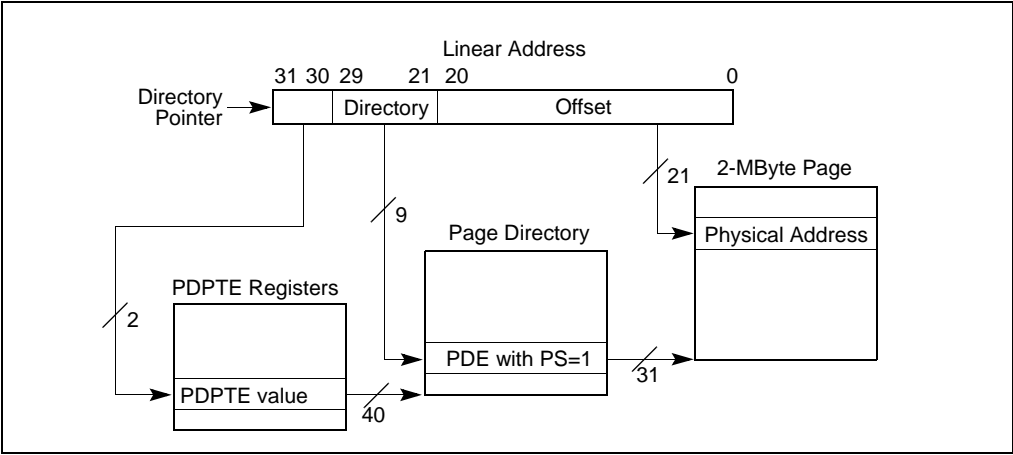 Linear Address
31 30 29 21 20 0
Directory
Pointer
Directory
Offset
21
2-MByte Page
9
Page Directory
Physical Address
PDPTE Registers
2
PDE with PS=1
31
PDPTE value
40